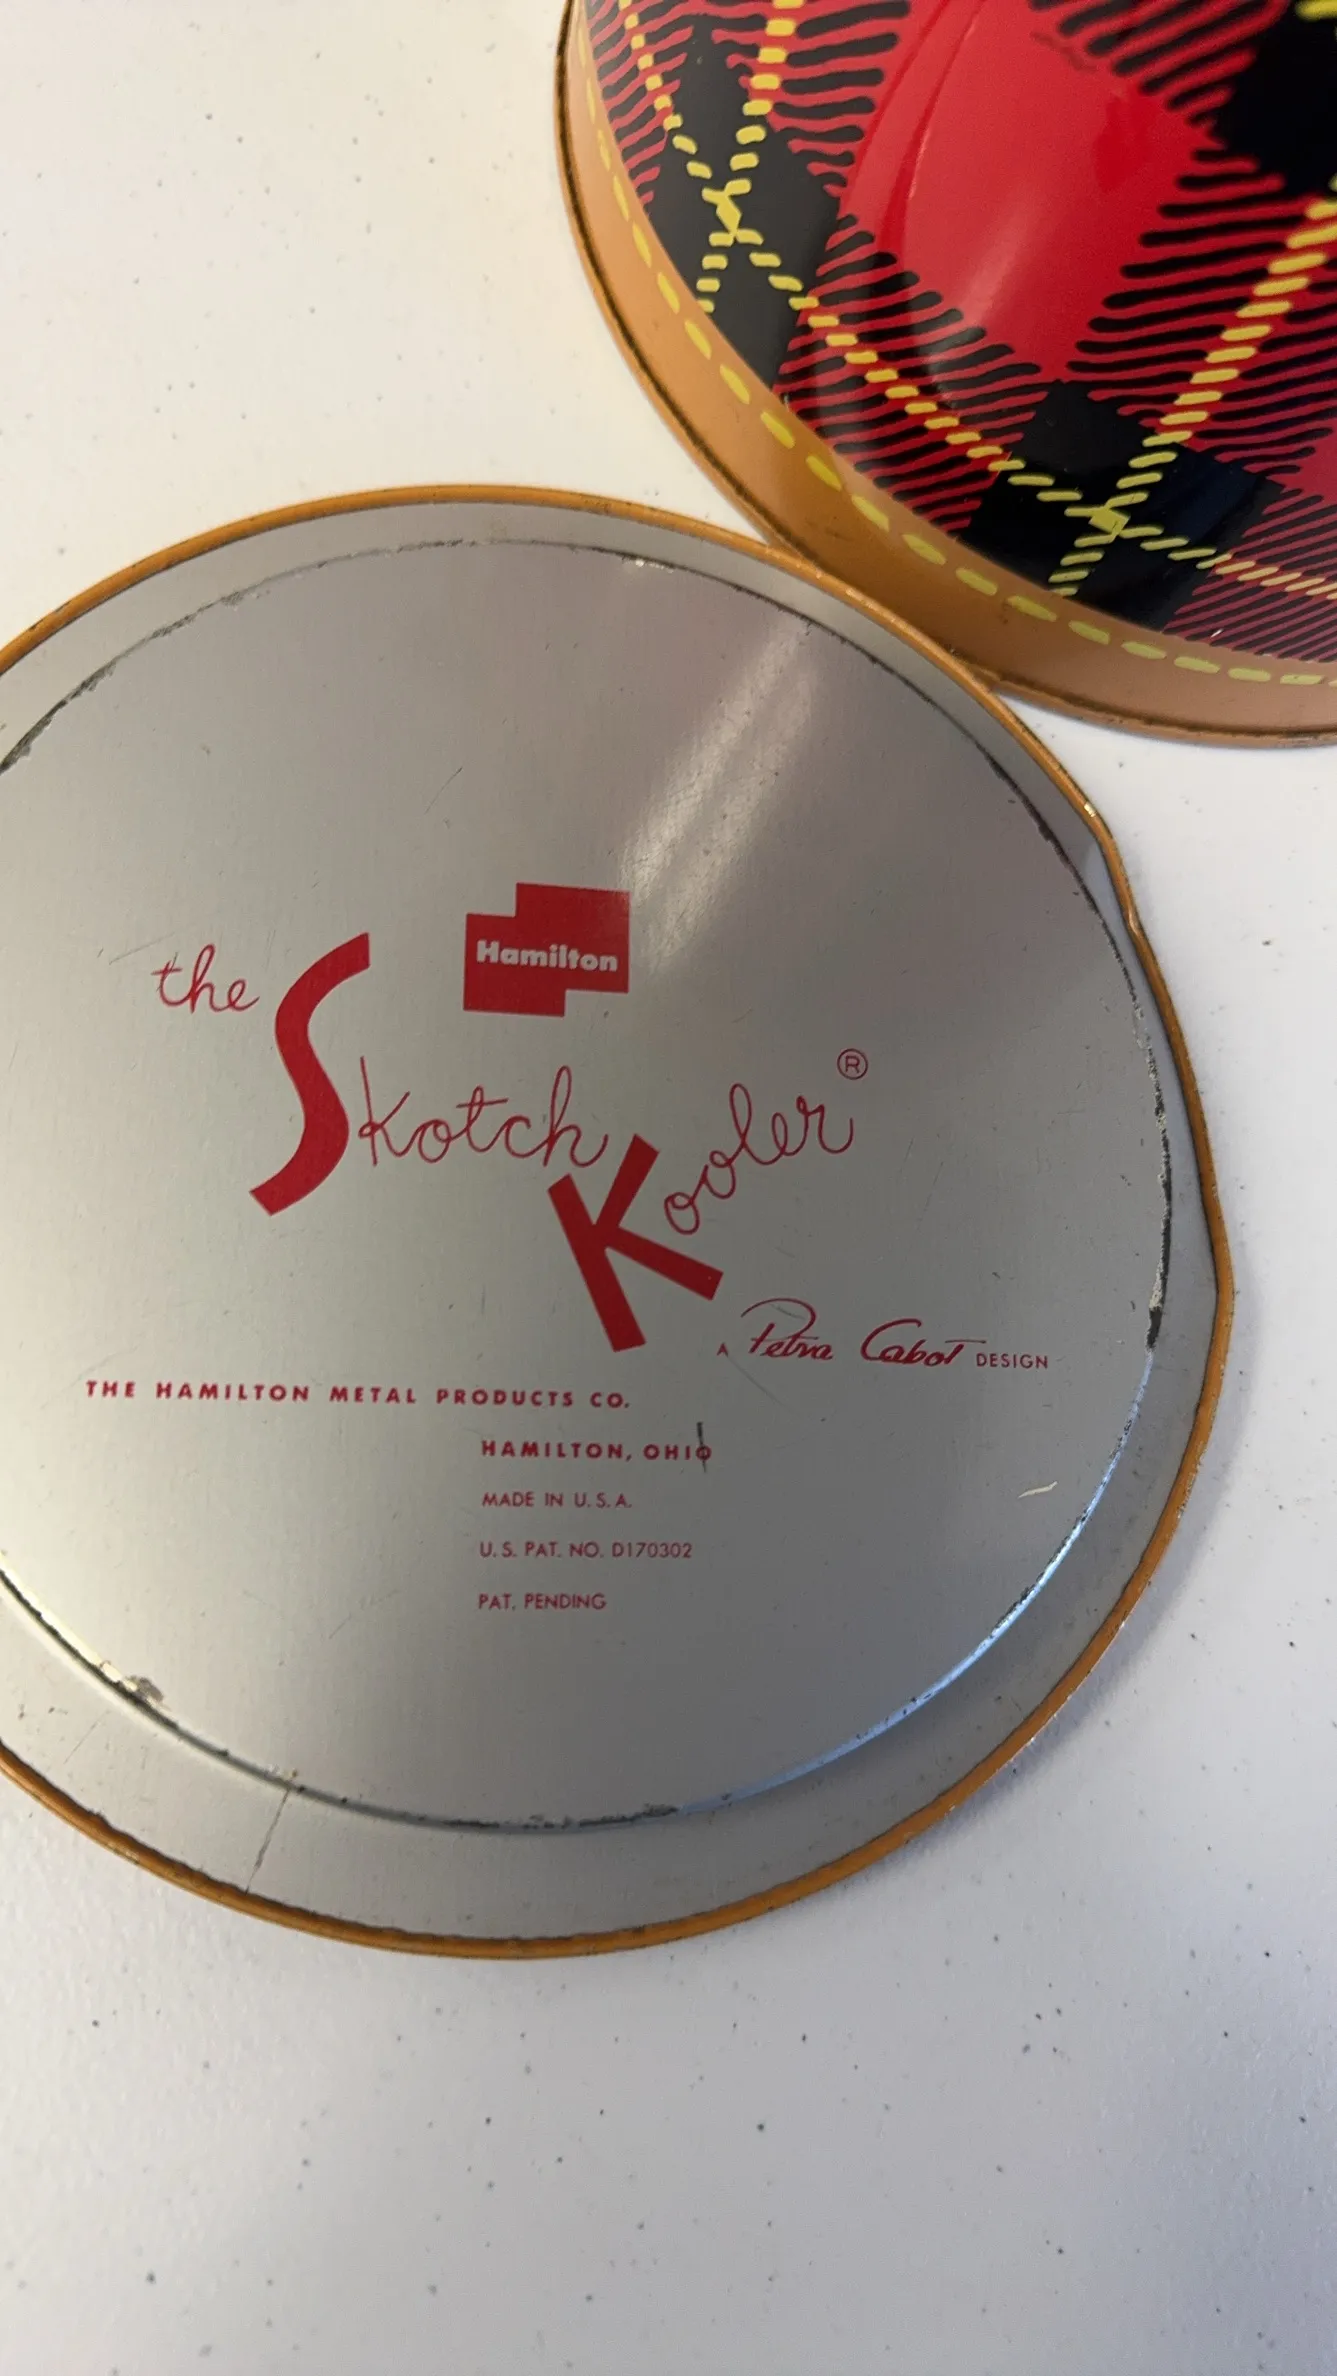 Hamilton
the Skotch Kooler ®
A Petra Cabot DESIGN
THE HAMILTON METAL PRODUCTS CO.
HAMILTON, OHIO
MADE IN U.S.A.
U.S. PAT. NO. D170302
PAT. PENDING